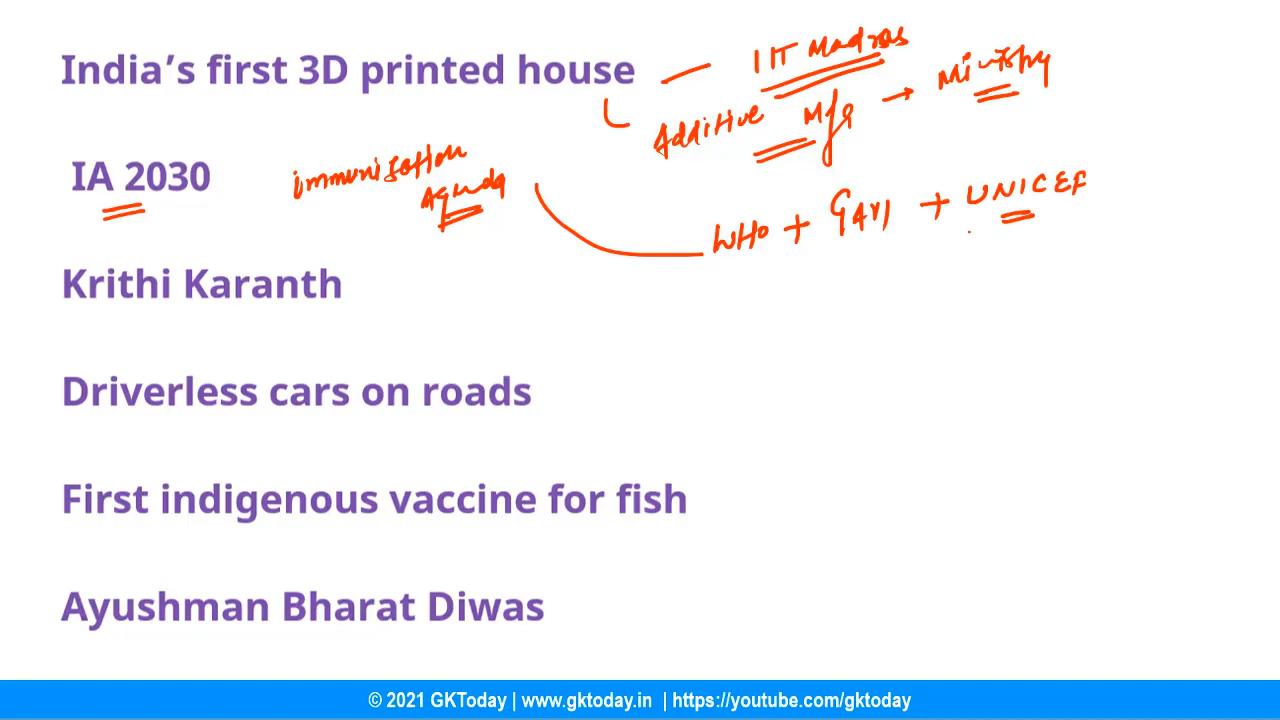 India's first 3D printed house – IIT Madras
Additive Mfg → Ministry
IA 2030 immunisation Agenda
WHO + GAVI + UNICEF
Krithi Karanth
Driverless cars on roads
First indigenous vaccine for fish
Ayushman Bharat Diwas
© 2021 GKToday | www.gktoday.in | https://youtube.com/gktoday